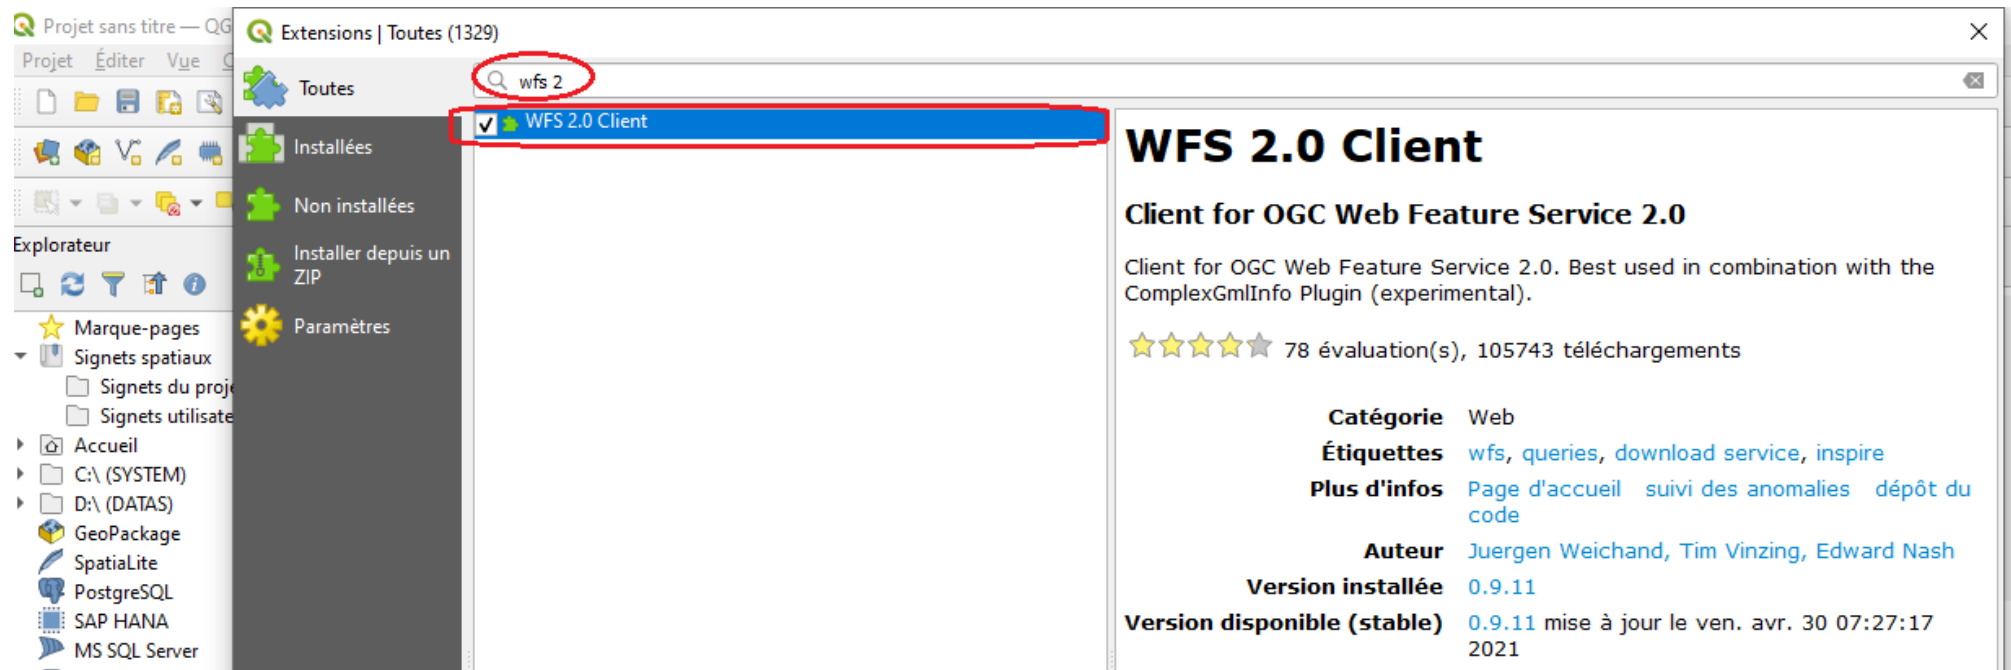 Projet sans titre — QG
Projet Éditer Vue
Explorateur
Marque-pages
Signets spatiaux
Signets du proje
Signets utilisate
Accueil
C:\ (SYSTEM)
D:\ (DATAS)
GeoPackage
SpatiaLite
PostgreSQL
SAP HANA
MS SQL Server
Extensions | Toutes (1329)
Toutes
Installées
Non installées
Installer depuis un
ZIP
Paramètres
wfs 2
WFS 2.0 Client
WFS 2.0 Client
Client for OGC Web Feature Service 2.0
Client for OGC Web Feature Service 2.0. Best used in combination with the
ComplexGmlInfo Plugin (experimental).
78 évaluation(s), 105743 téléchargements
Catégorie Web
Étiquettes wfs, queries, download service, inspire
Plus d'infos Page d'accueil suivi des anomalies dépôt du
code
Auteur Juergen Weichand, Tim Vinzing, Edward Nash
Version installée 0.9.11
Version disponible (stable) 0.9.11 mise à jour le ven. avr. 30 07:27:17
2021